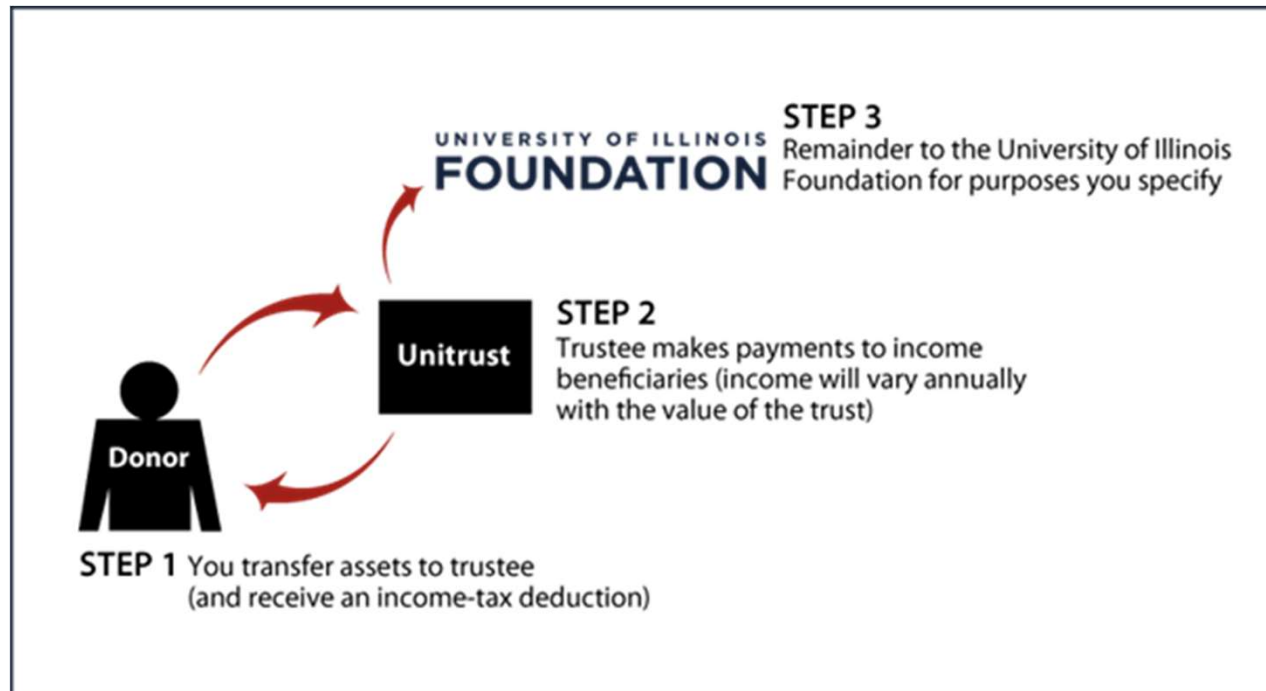 UNIVERSITY OF ILLINOIS
FOUNDATION
STEP 3
Remainder to the University of Illinois
Foundation for purposes you specify
Unitrust
STEP 2
Trustee makes payments to income
beneficiaries (income will vary annually
with the value of the trust)
Donor
STEP 1 You transfer assets to trustee
(and receive an income-tax deduction)